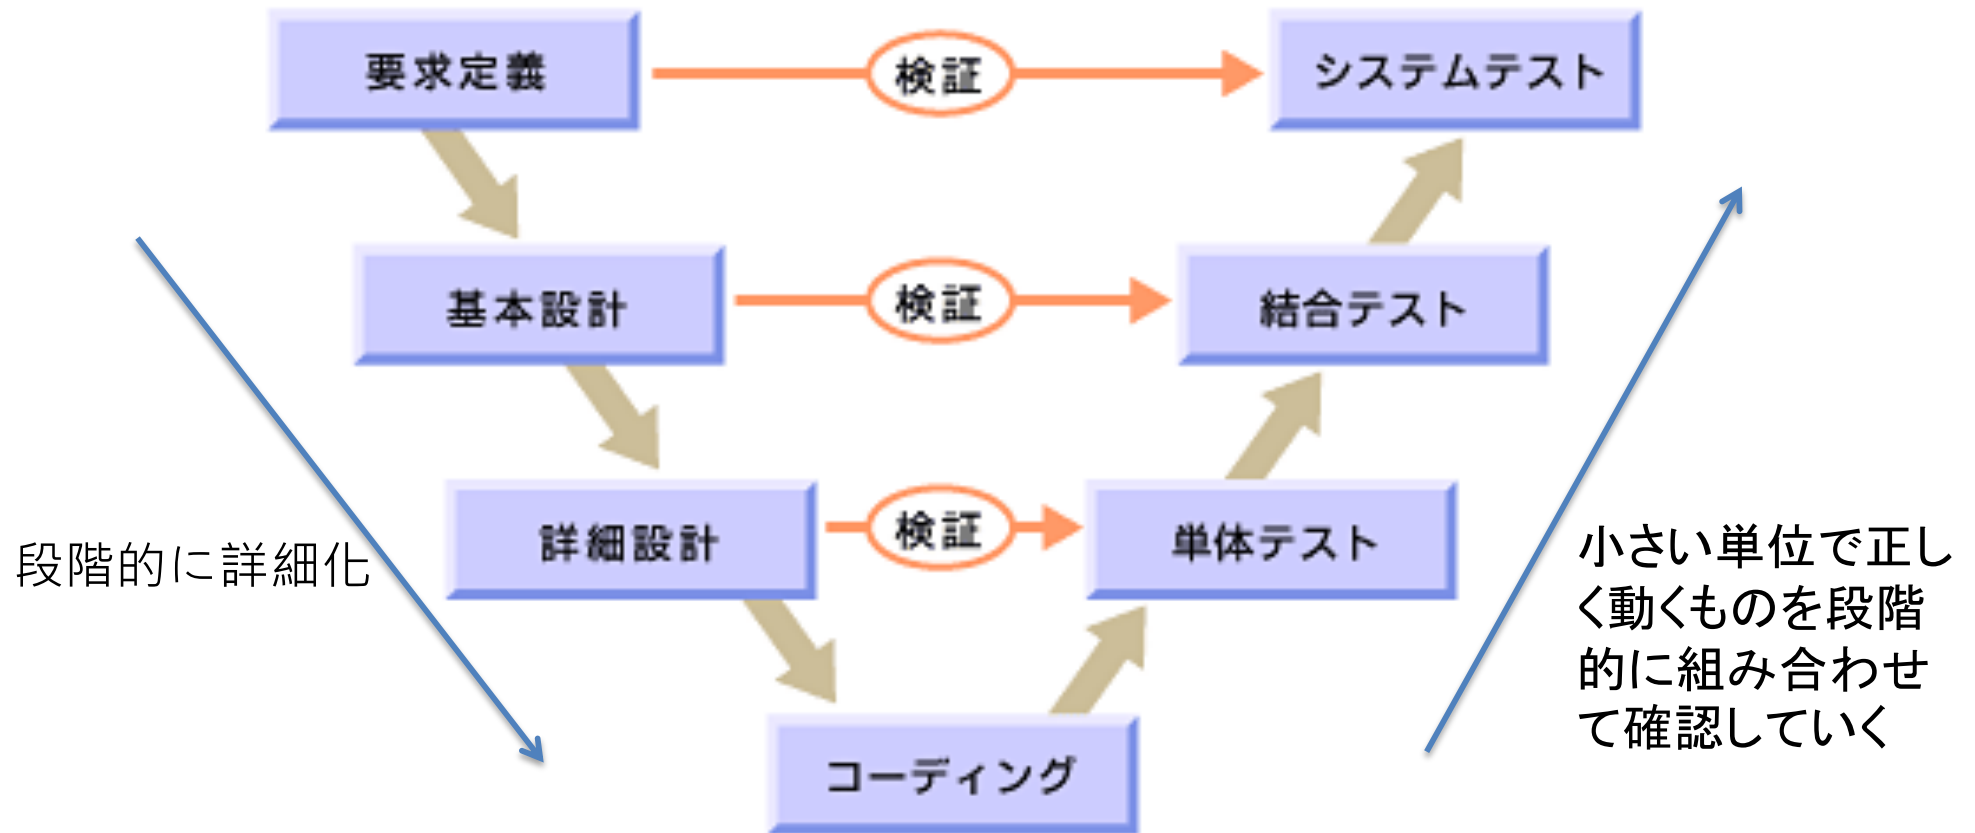 要求定義
検証
システムテスト
基本設計
検証
結合テスト
詳細設計
検証
単体テスト
段階的に詳細化
小さい単位で正し
く動くものを段階
的に組み合わせ
て確認していく
コーディング